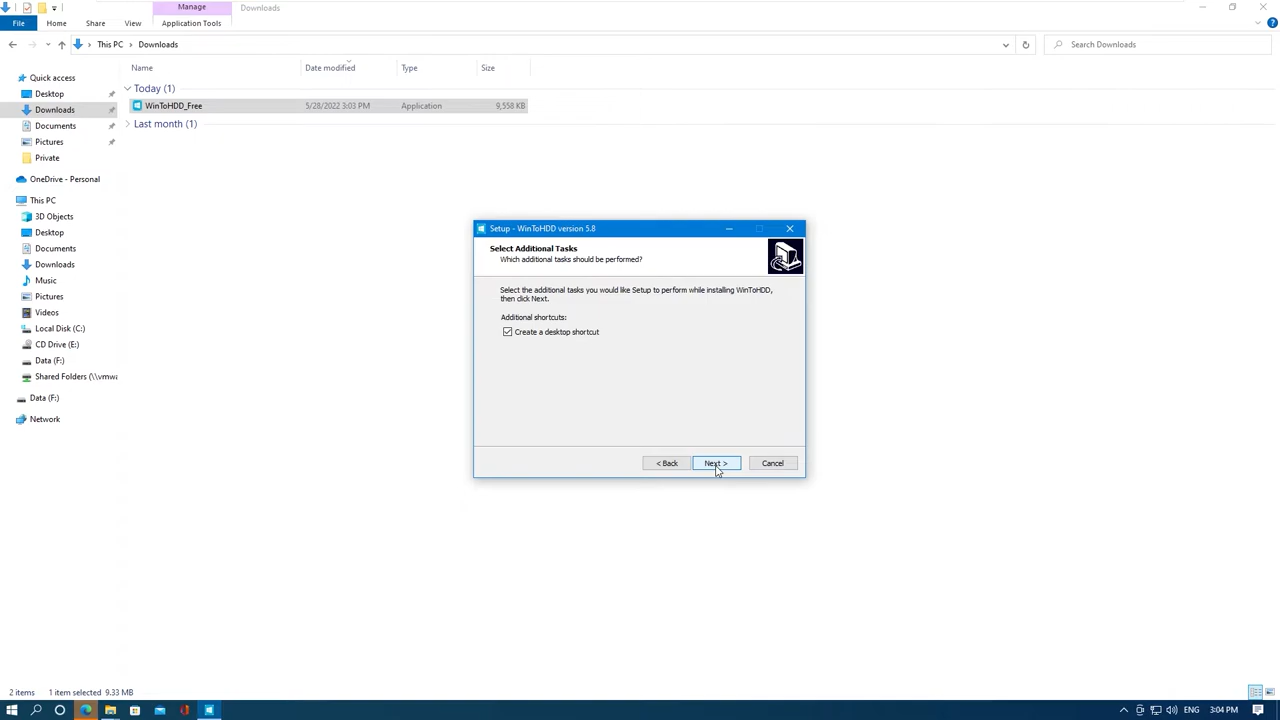 Manage
Downloads
File
Home
Share
View
Application Tools
This PC
Downloads
Search Downloads
Name
Date modified
Type
Size
Quick access
Desktop
Downloads
Documents
Pictures
Private
OneDrive - Personal
This PC
3D Objects
Desktop
Documents
Downloads
Music
Pictures
Videos
Local Disk (C:)
CD Drive (E:)
Data (F:)
Shared Folders (\\vmwa
Data (F:)
Network
Today (1)
WinToHDD_Free
5/28/2022 3:03 PM
Application
9,558 KB
Last month (1)
Setup - WinToHDD version 5.8
Select Additional Tasks
Which additional tasks should be performed?
Select the additional tasks you would like Setup to perform while installing WinToHDD,
then click Next.
Additional shortcuts:
Create a desktop shortcut
< Back
Next >
Cancel
2 items
1 item selected 9.33 MB
ENG
3:04 PM